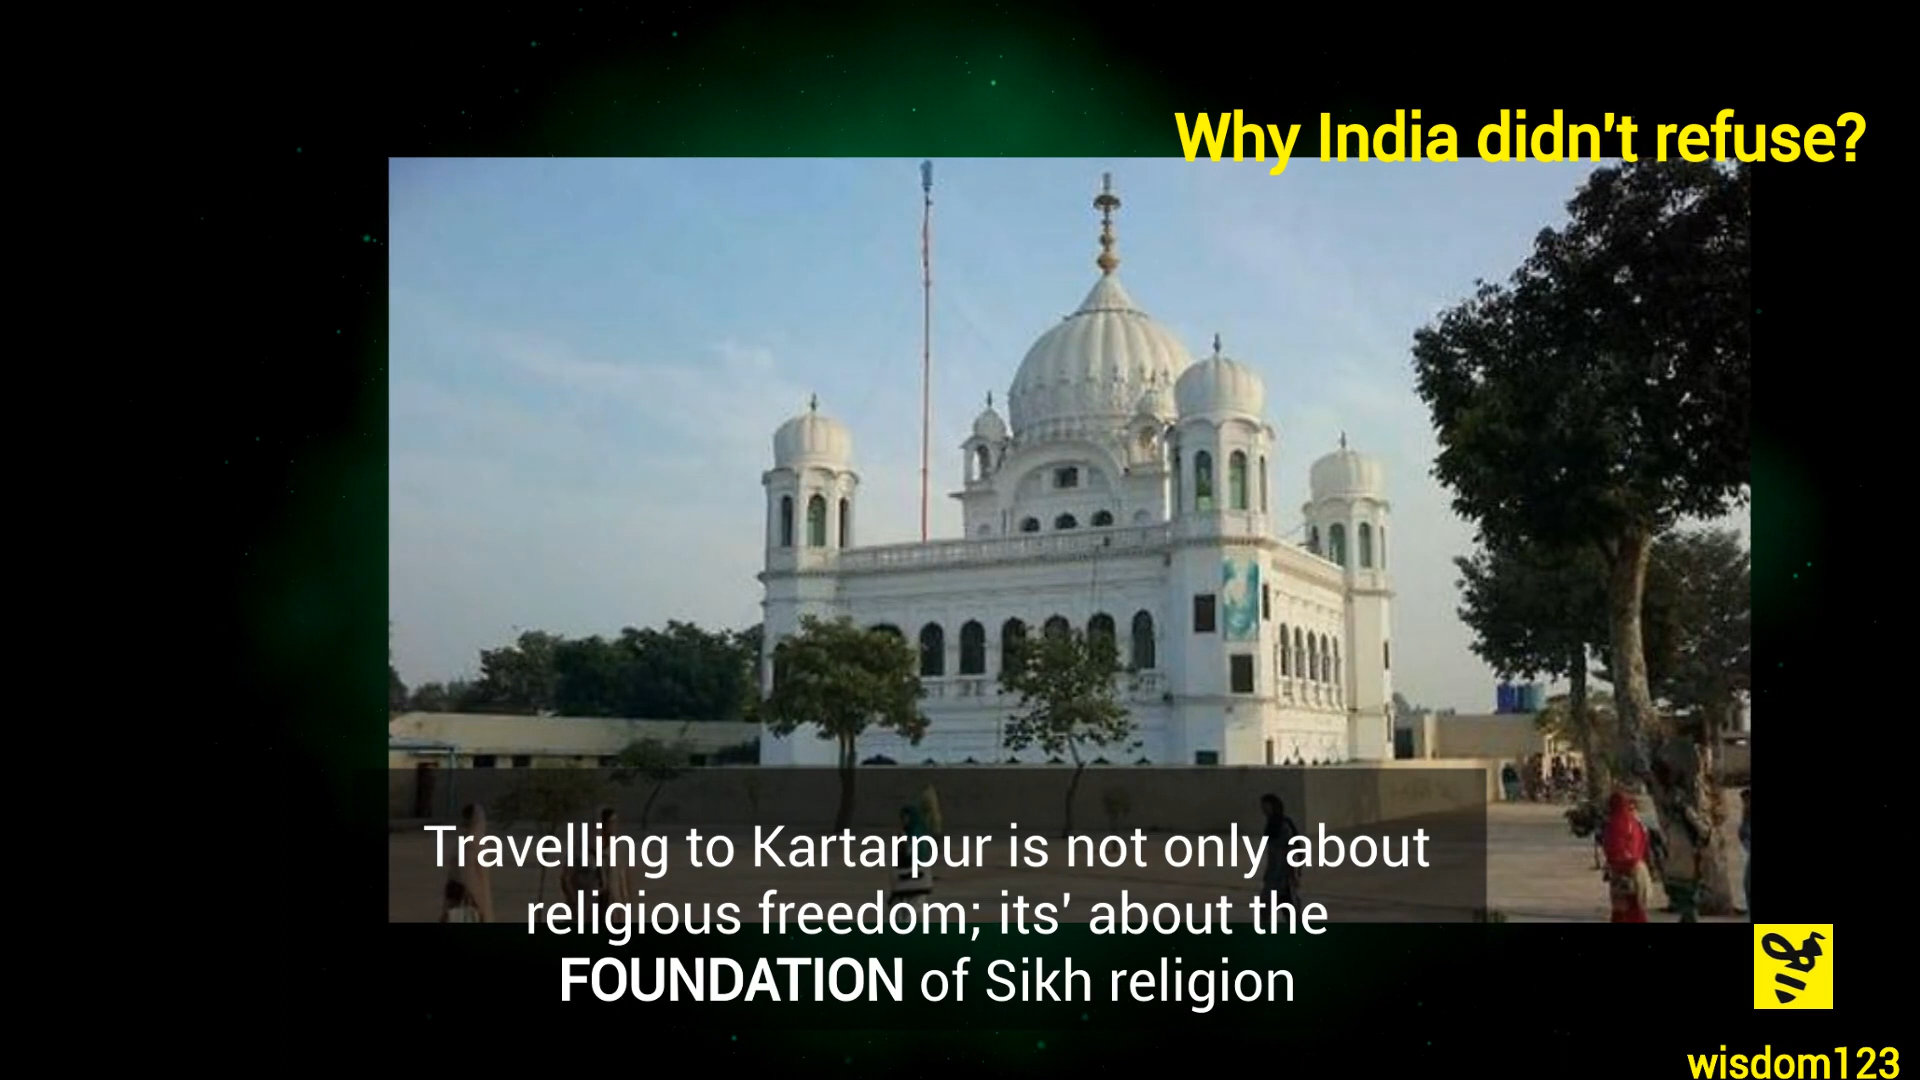 Why India didn't refuse?
Travelling to Kartarpur is not only about
religious freedom; its' about the
FOUNDATION of Sikh religion
wisdom123